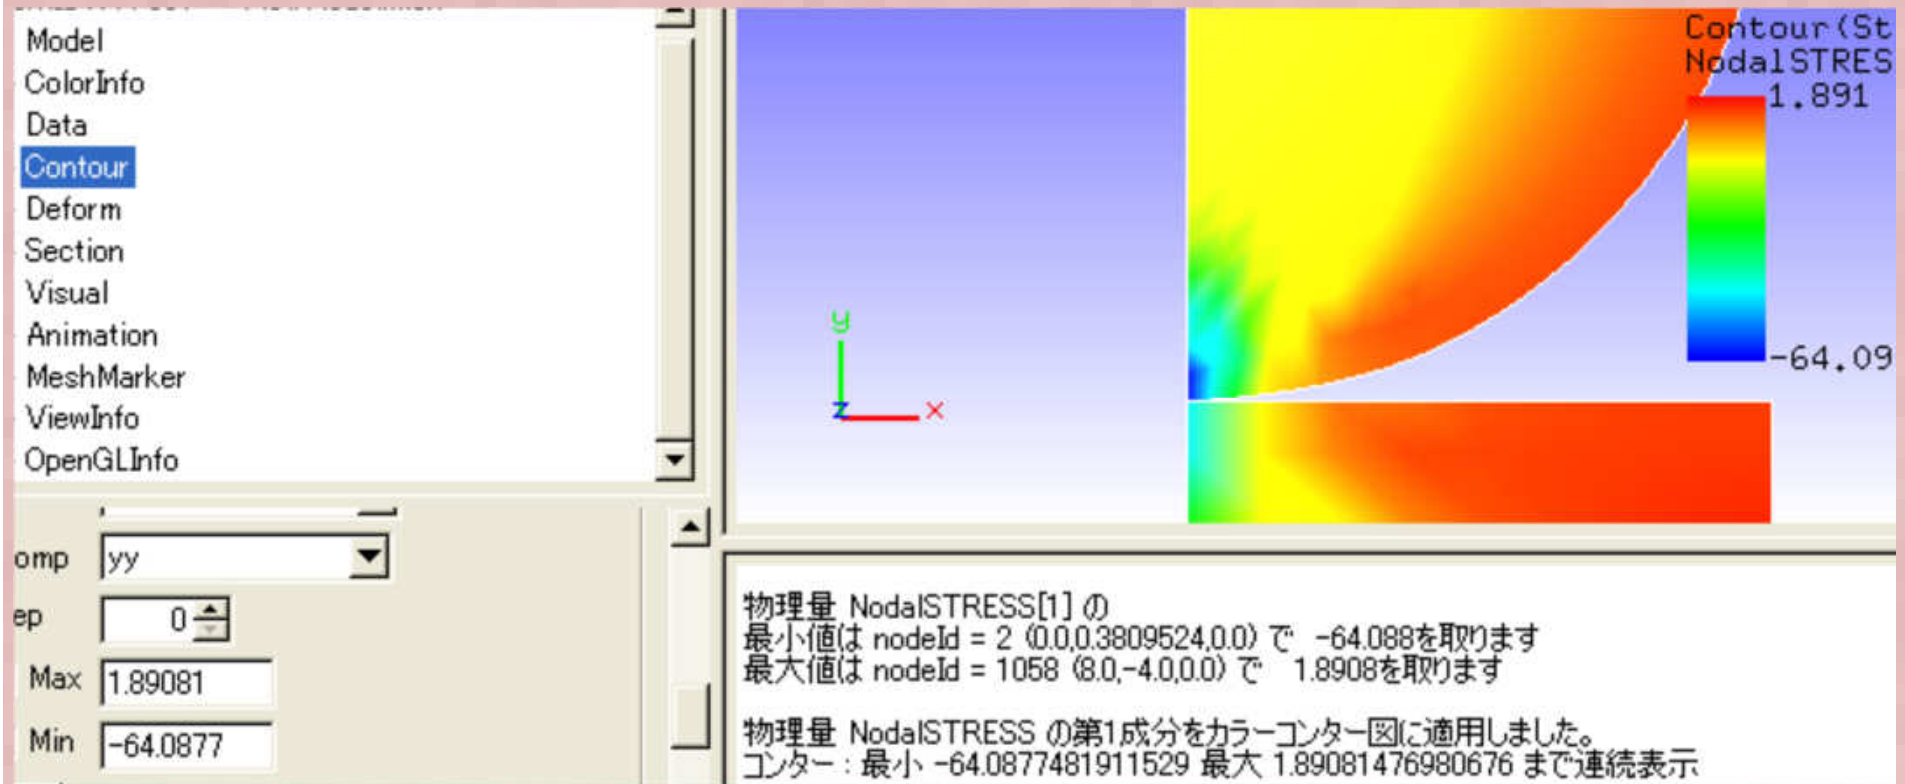 Model
ColorInfo
Data
Contour
Deform
Section
Visual
Animation
MeshMarker
ViewInfo
OpenGLInfo
omp yy
ep 0
Max 1.89081
Min -64.0877
Contour(St
NodalSTRES
1.891
-64.09
y
z x
物理量 NodalSTRESS[1] の
最小値は nodeId = 2 (0.0,0.3809524,0.0) で -64.088を取ります
最大値は nodeId = 1058 (8.0,-4.0,0.0) で 1.8908を取ります
物理量 NodalSTRESS の第1成分をカラーコンター図に適用しました。
コンター : 最小 -64.0877481911529 最大 1.89081476980676 まで連続表示